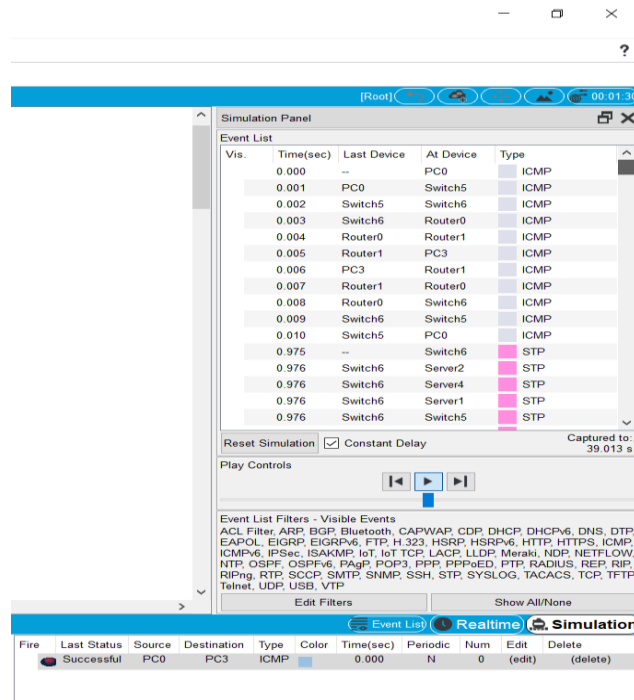 ?
[Root] 00:01:30
Simulation Panel
Event List
Vis. Time(sec) Last Device At Device Type
0.000 -- PC0 ICMP
0.001 PC0 Switch5 ICMP
0.002 Switch5 Switch6 ICMP
0.003 Switch6 Router0 ICMP
0.004 Router0 Router1 ICMP
0.005 Router1 PC3 ICMP
0.006 PC3 Router1 ICMP
0.007 Router1 Router0 ICMP
0.008 Router0 Switch6 ICMP
0.009 Switch6 Switch5 ICMP
0.010 Switch5 PC0 ICMP
0.975 -- Switch6 STP
0.976 Switch6 Server2 STP
0.976 Switch6 Server4 STP
0.976 Switch6 Server1 STP
0.976 Switch6 Switch5 STP
Reset Simulation Constant Delay Captured to:
39.013 s
Play Controls
Event List Filters - Visible Events
ACL Filter, ARP, BGP, Bluetooth, CAPWAP, CDP, DHCP, DHCPv6, DNS, DTP,
EAPOL, EIGRP, EIGRPv6, FTP, H.323, HSRP, HSRPv6, HTTP, HTTPS, ICMP,
ICMPv6, IPSec, ISAKMP, IoT, IoT TCP, LACP, LLDP, Meraki, NDP, NETFLOW,
NTP, OSPF, OSPFv6, PAgP, POP3, PPP, PPPoED, PTP, RADIUS, REP, RIP,
RIPng, RTP, SCCP, SMTP, SNMP, SSH, STP, SYSLOG, TACACS, TCP, TFTP,
Telnet, UDP, USB, VTP
Edit Filters Show All/None
Event List Realtime Simulation
Fire Last Status Source Destination Type Color Time(sec) Periodic Num Edit Delete
Successful PC0 PC3 ICMP 0.000 N 0 (edit) (delete)